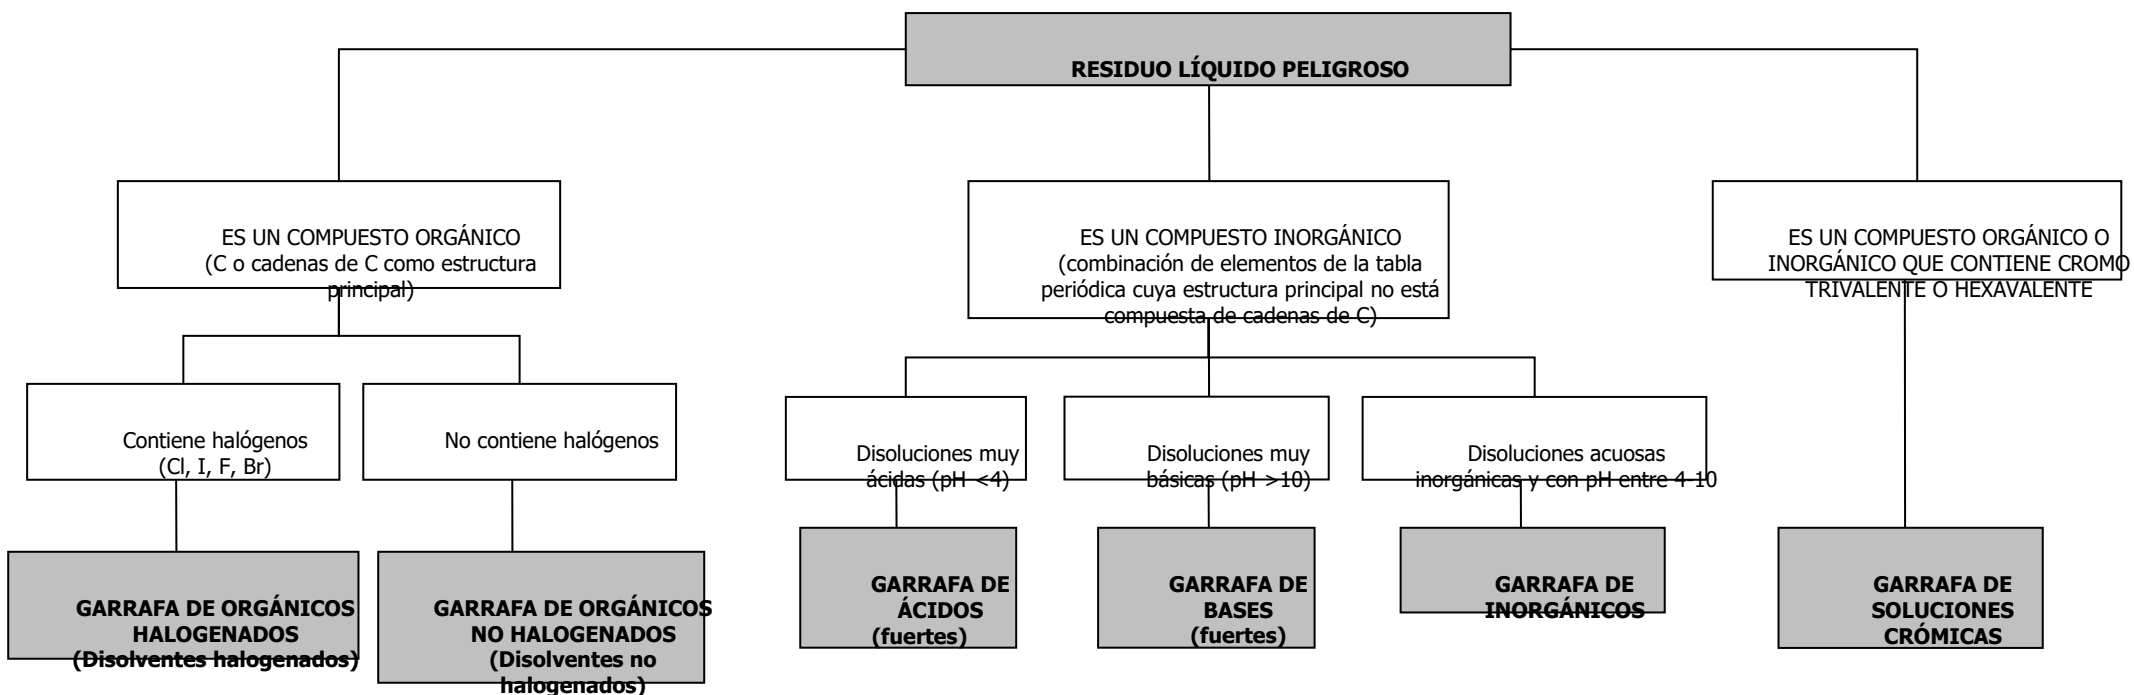 RESIDUO LÍQUIDO PELIGROSO
ES UN COMPUESTO ORGÁNICO
(C o cadenas de C como estructura
principal)
ES UN COMPUESTO INORGÁNICO
(combinación de elementos de la tabla
periódica cuya estructura principal no está
compuesta de cadenas de C)
ES UN COMPUESTO ORGÁNICO O
INORGÁNICO QUE CONTIENE CROMO
TRIVALENTE O HEXAVALENTE
Contiene halógenos
(Cl, I, F, Br)
No contiene halógenos
Disoluciones muy
ácidas (pH <4)
Disoluciones muy
básicas (pH >10)
Disoluciones acuosas
inorgánicas y con pH entre 4-10
GARRAFA DE ORGÁNICOS
HALOGENADOS
(Disolventes halogenados)
GARRAFA DE ORGÁNICOS
NO HALOGENADOS
(Disolventes no
halogenados)
GARRAFA DE
ÁCIDOS
(fuertes)
GARRAFA DE
BASES
(fuertes)
GARRAFA DE
INORGÁNICOS
GARRAFA DE
SOLUCIONES
CRÓMICAS